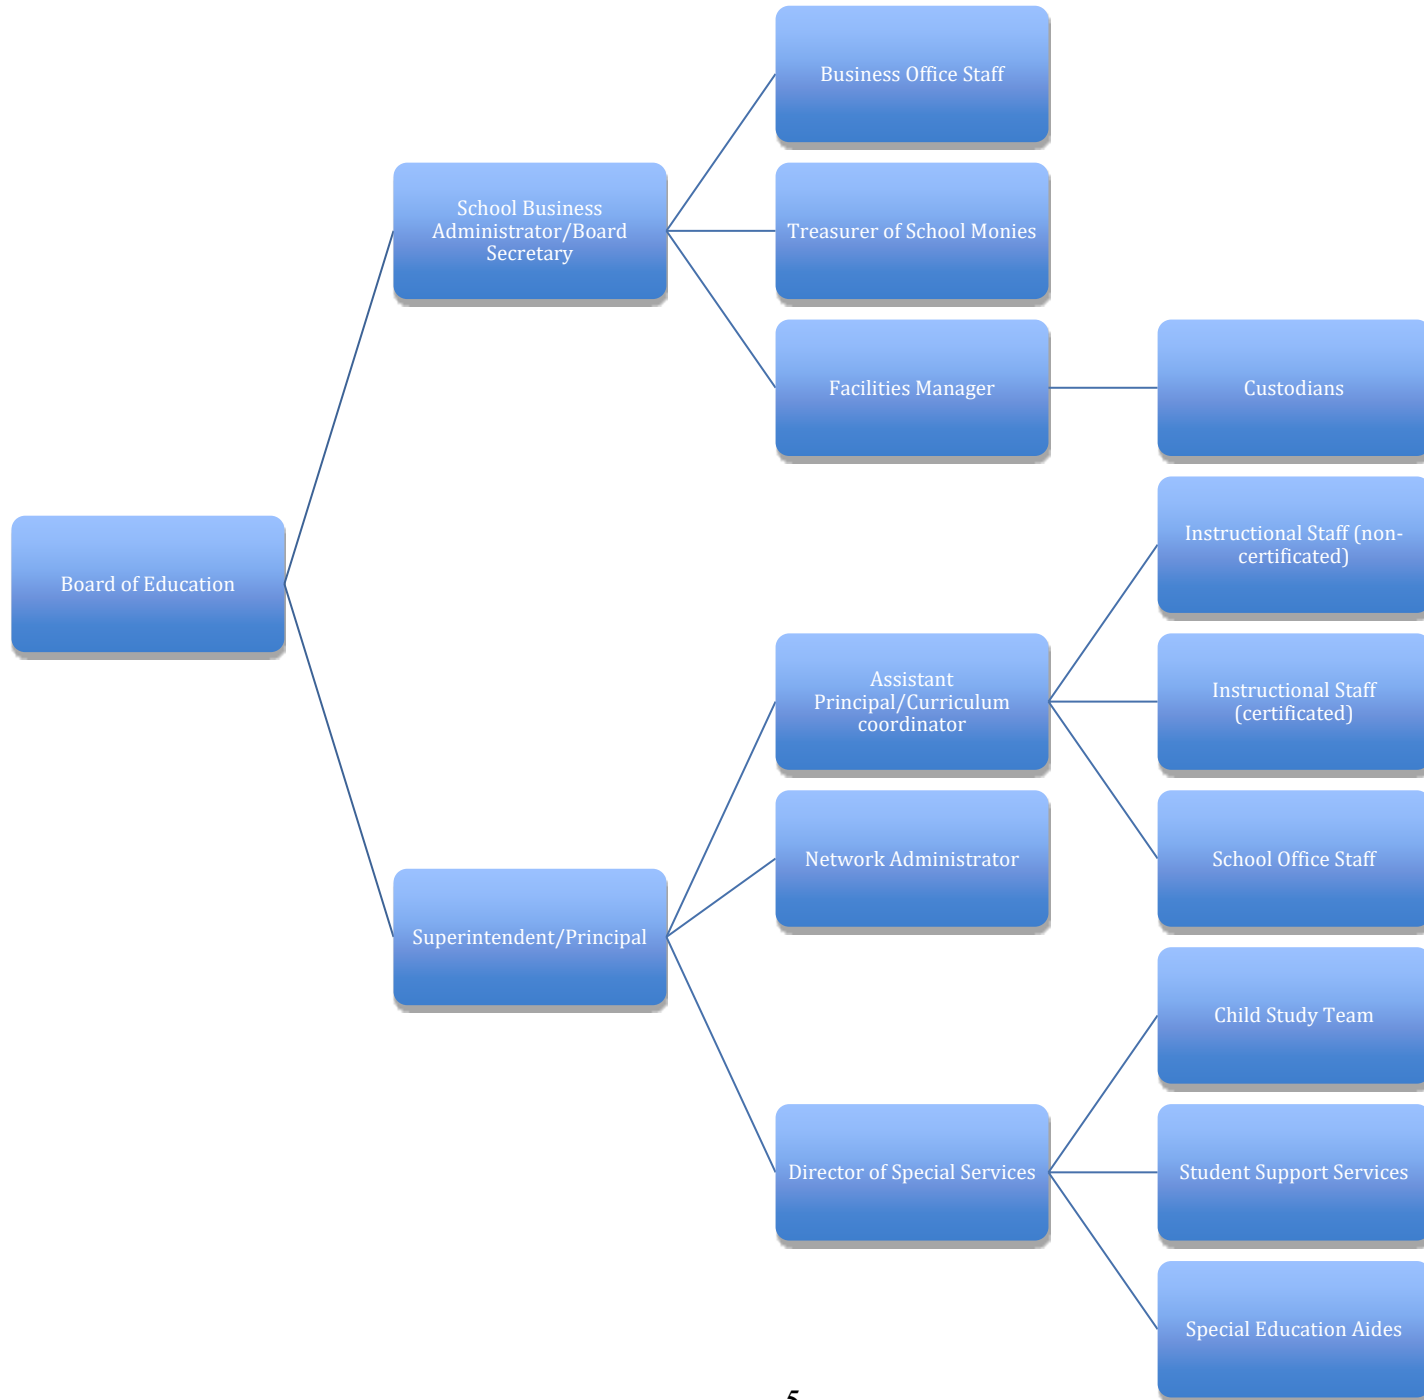 Business Office Staff
School Business
Administrator/Board
Secretary
Treasurer of School Monies
Facilities Manager
Custodians
Board of Education
Instructional Staff (non-
certificated)
Assistant
Principal/Curriculum
coordinator
Instructional Staff
(certificated)
Network Administrator
School Office Staff
Superintendent/Principal
Child Study Team
Director of Special Services
Student Support Services
Special Education Aides
5